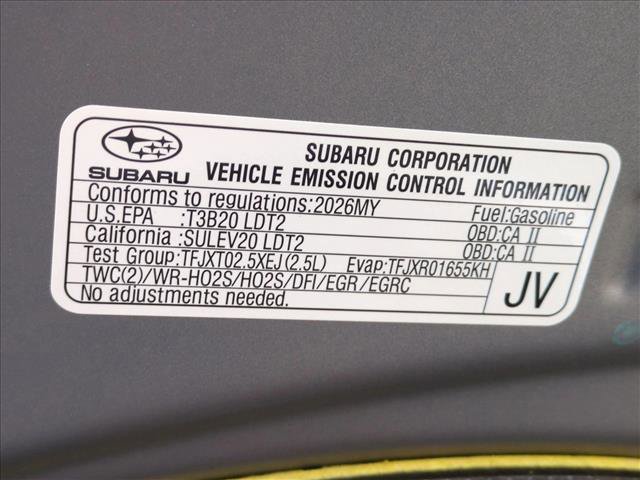 SUBARU CORPORATION
SUBARU VEHICLE EMISSION CONTROL INFORMATION
Conforms to regulations:2026MY Fuel:Gasoline
U.S.EPA :T3B20 LDT2 OBD:CA II
California :SULEV20 LDT2 OBD:CA II
Test Group:TFJXT02.5XEJ(2.5L) Evap:TFJXR01655KH
TWC(2)/WR-HO2S/HO2S/DFI/EGR/EGRC
No adjustments needed.
JV